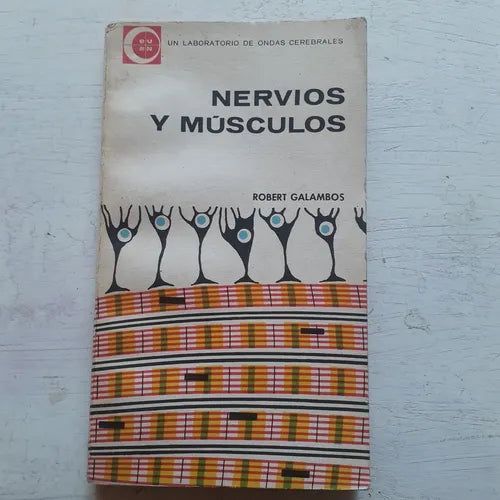 UN LABORATORIO DE ONDAS CEREBRALES
NERVIOS
Y MÚSCULOS
ROBERT GALAMBOS